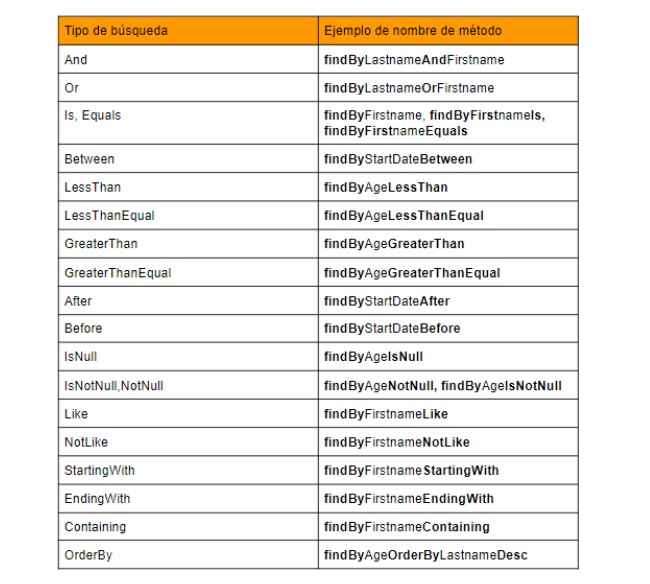 Tipo de búsqueda Ejemplo de nombre de método
And findByLastnameAndFirstname
Or findByLastnameOrFirstname
Is, Equals findByFirstname, findByFirstnameIs,
findByFirstnameEquals
Between findByStartDateBetween
LessThan findByAgeLessThan
LessThanEqual findByAgeLessThanEqual
GreaterThan findByAgeGreaterThan
GreaterThanEqual findByAgeGreaterThanEqual
After findByStartDateAfter
Before findByStartDateBefore
IsNull findByAgeIsNull
IsNotNull,NotNull findByAgeNotNull, findByAgeIsNotNull
Like findByFirstnameLike
NotLike findByFirstnameNotLike
StartingWith findByFirstnameStartingWith
EndingWith findByFirstnameEndingWith
Containing findByFirstnameContaining
OrderBy findByAgeOrderByLastnameDesc